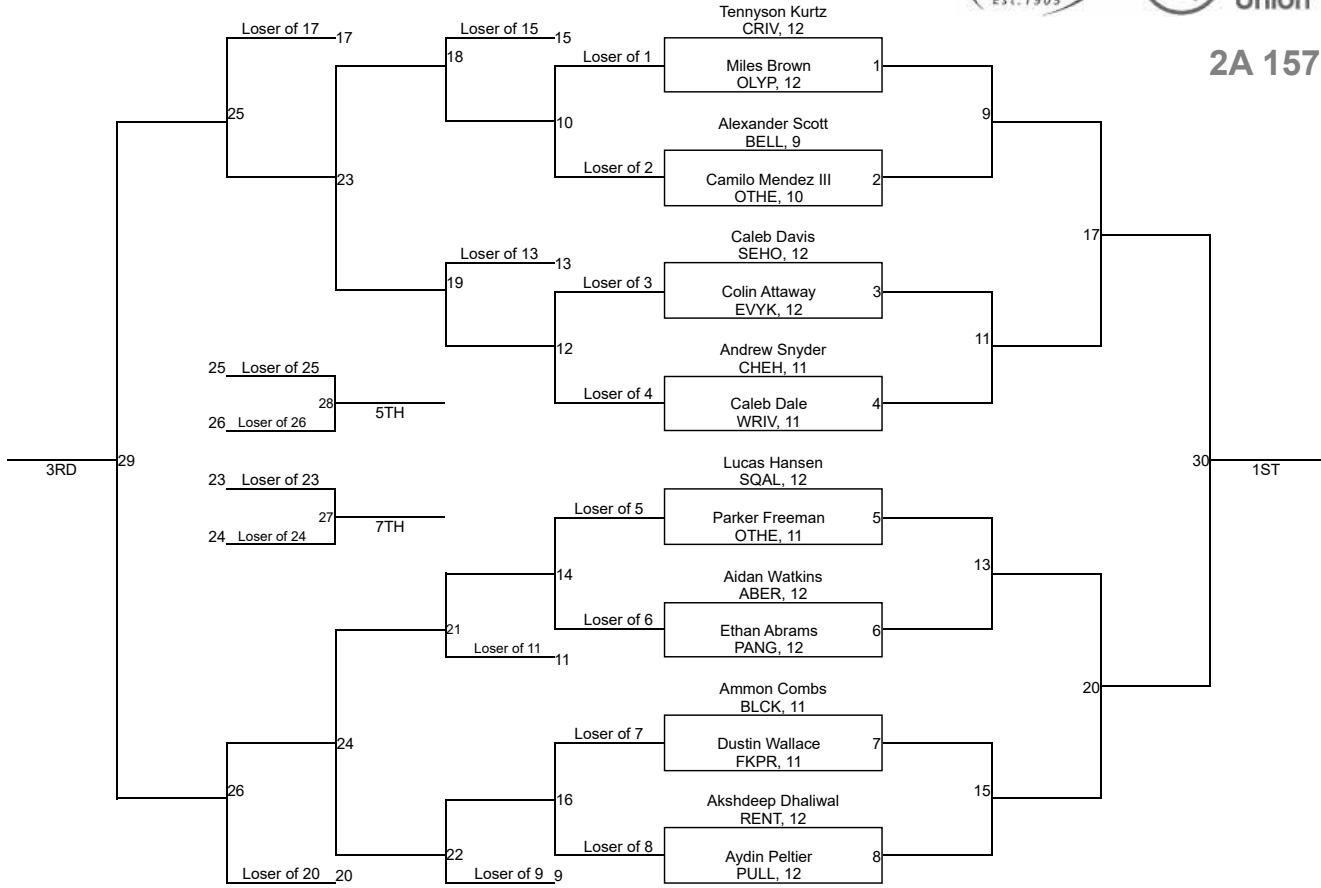 EST. 1905
Union
2A 157
Tennyson Kurtz
CRIV, 12
Loser of 17 17
Loser of 15 15
18
Loser of 1
Miles Brown 1
OLYP, 12
25
10
9
Alexander Scott
BELL, 9
Loser of 2
23
Camilo Mendez III 2
OTHE, 10
Caleb Davis
SEHO, 12
17
Loser of 13 13
19
Loser of 3
Colin Attaway 3
EVYK, 12
12
11
Andrew Snyder
CHEH, 11
25 Loser of 25
Loser of 4
28
5TH
Caleb Dale 4
WRIV, 11
26 Loser of 26
3RD
29
Lucas Hansen
SQAL, 12
30
1ST
23 Loser of 23
Loser of 5
27
7TH
Parker Freeman 5
OTHE, 11
24 Loser of 24
14
13
Aidan Watkins
ABER, 12
Loser of 6
21
Ethan Abrams 6
PANG, 12
Loser of 11 11
20
Ammon Combs
BLCK, 11
Loser of 7
24
Dustin Wallace 7
FKPR, 11
26
16
15
Akshdeep Dhaliwal
RENT, 12
Loser of 8
22
Aydin Peltier 8
PULL, 12
Loser of 20 20
Loser of 9 9